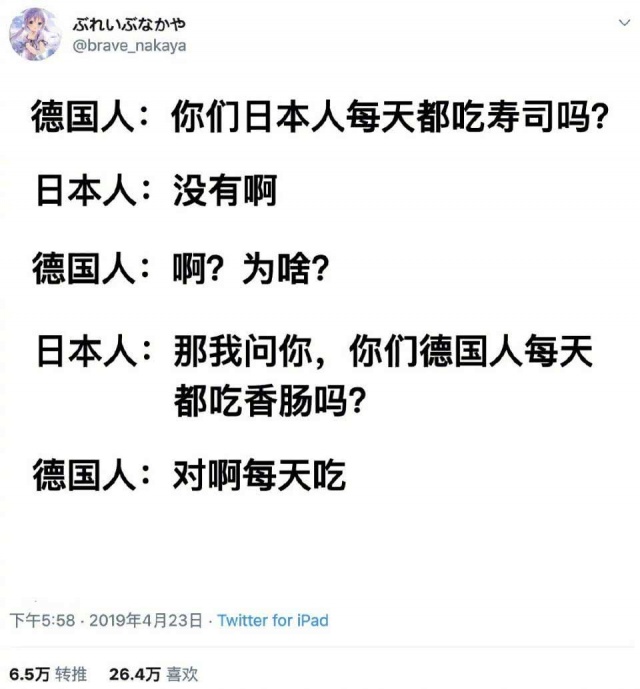 ぶれいぶなかや
@brave_nakaya
德国人：你们日本人每天都吃寿司吗？
日本人：没有啊
德国人：啊？为啥？
日本人：那我问你，你们德国人每天
都吃香肠吗？
德国人：对啊每天吃
下午5:58 · 2019年4月23日 · Twitter for iPad
6.5万 转推 26.4万 喜欢